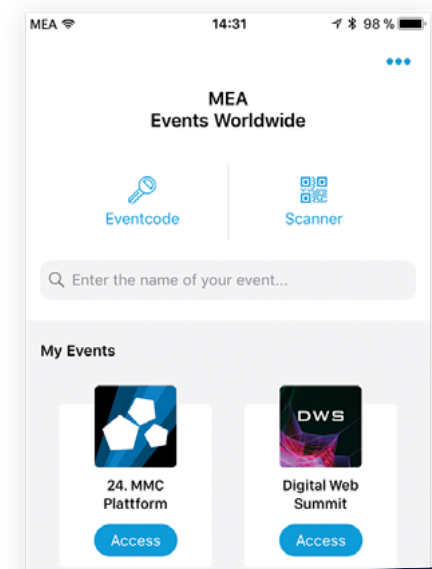 MEA 14:31 98 %
MEA
Events Worldwide
Eventcode Scanner
Enter the name of your event...
My Events
DWS
24. MMC Digital Web
Plattform Summit
Access Access